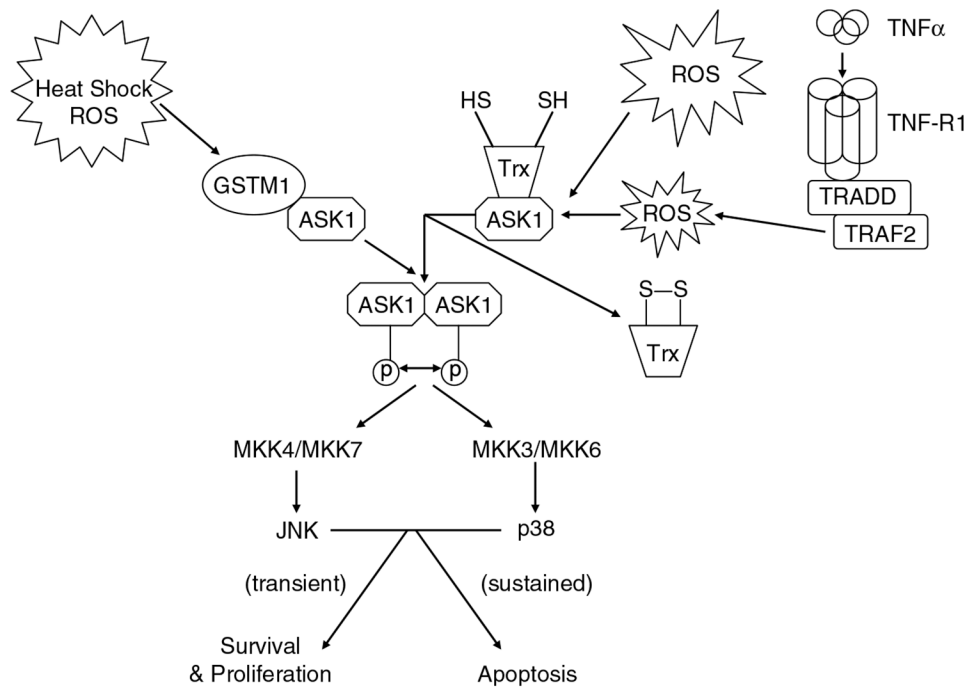 TNFα
Heat Shock
ROS
ROS
HS
SH
TNF-R1
Trx
GSTM1
TRADD
ASK1
ASK1
ROS
TRAF2
S—S
ASK1
ASK1
Trx
p
p
MKK4/MKK7
MKK3/MKK6
JNK
p38
(transient)
(sustained)
Survival
& Proliferation
Apoptosis